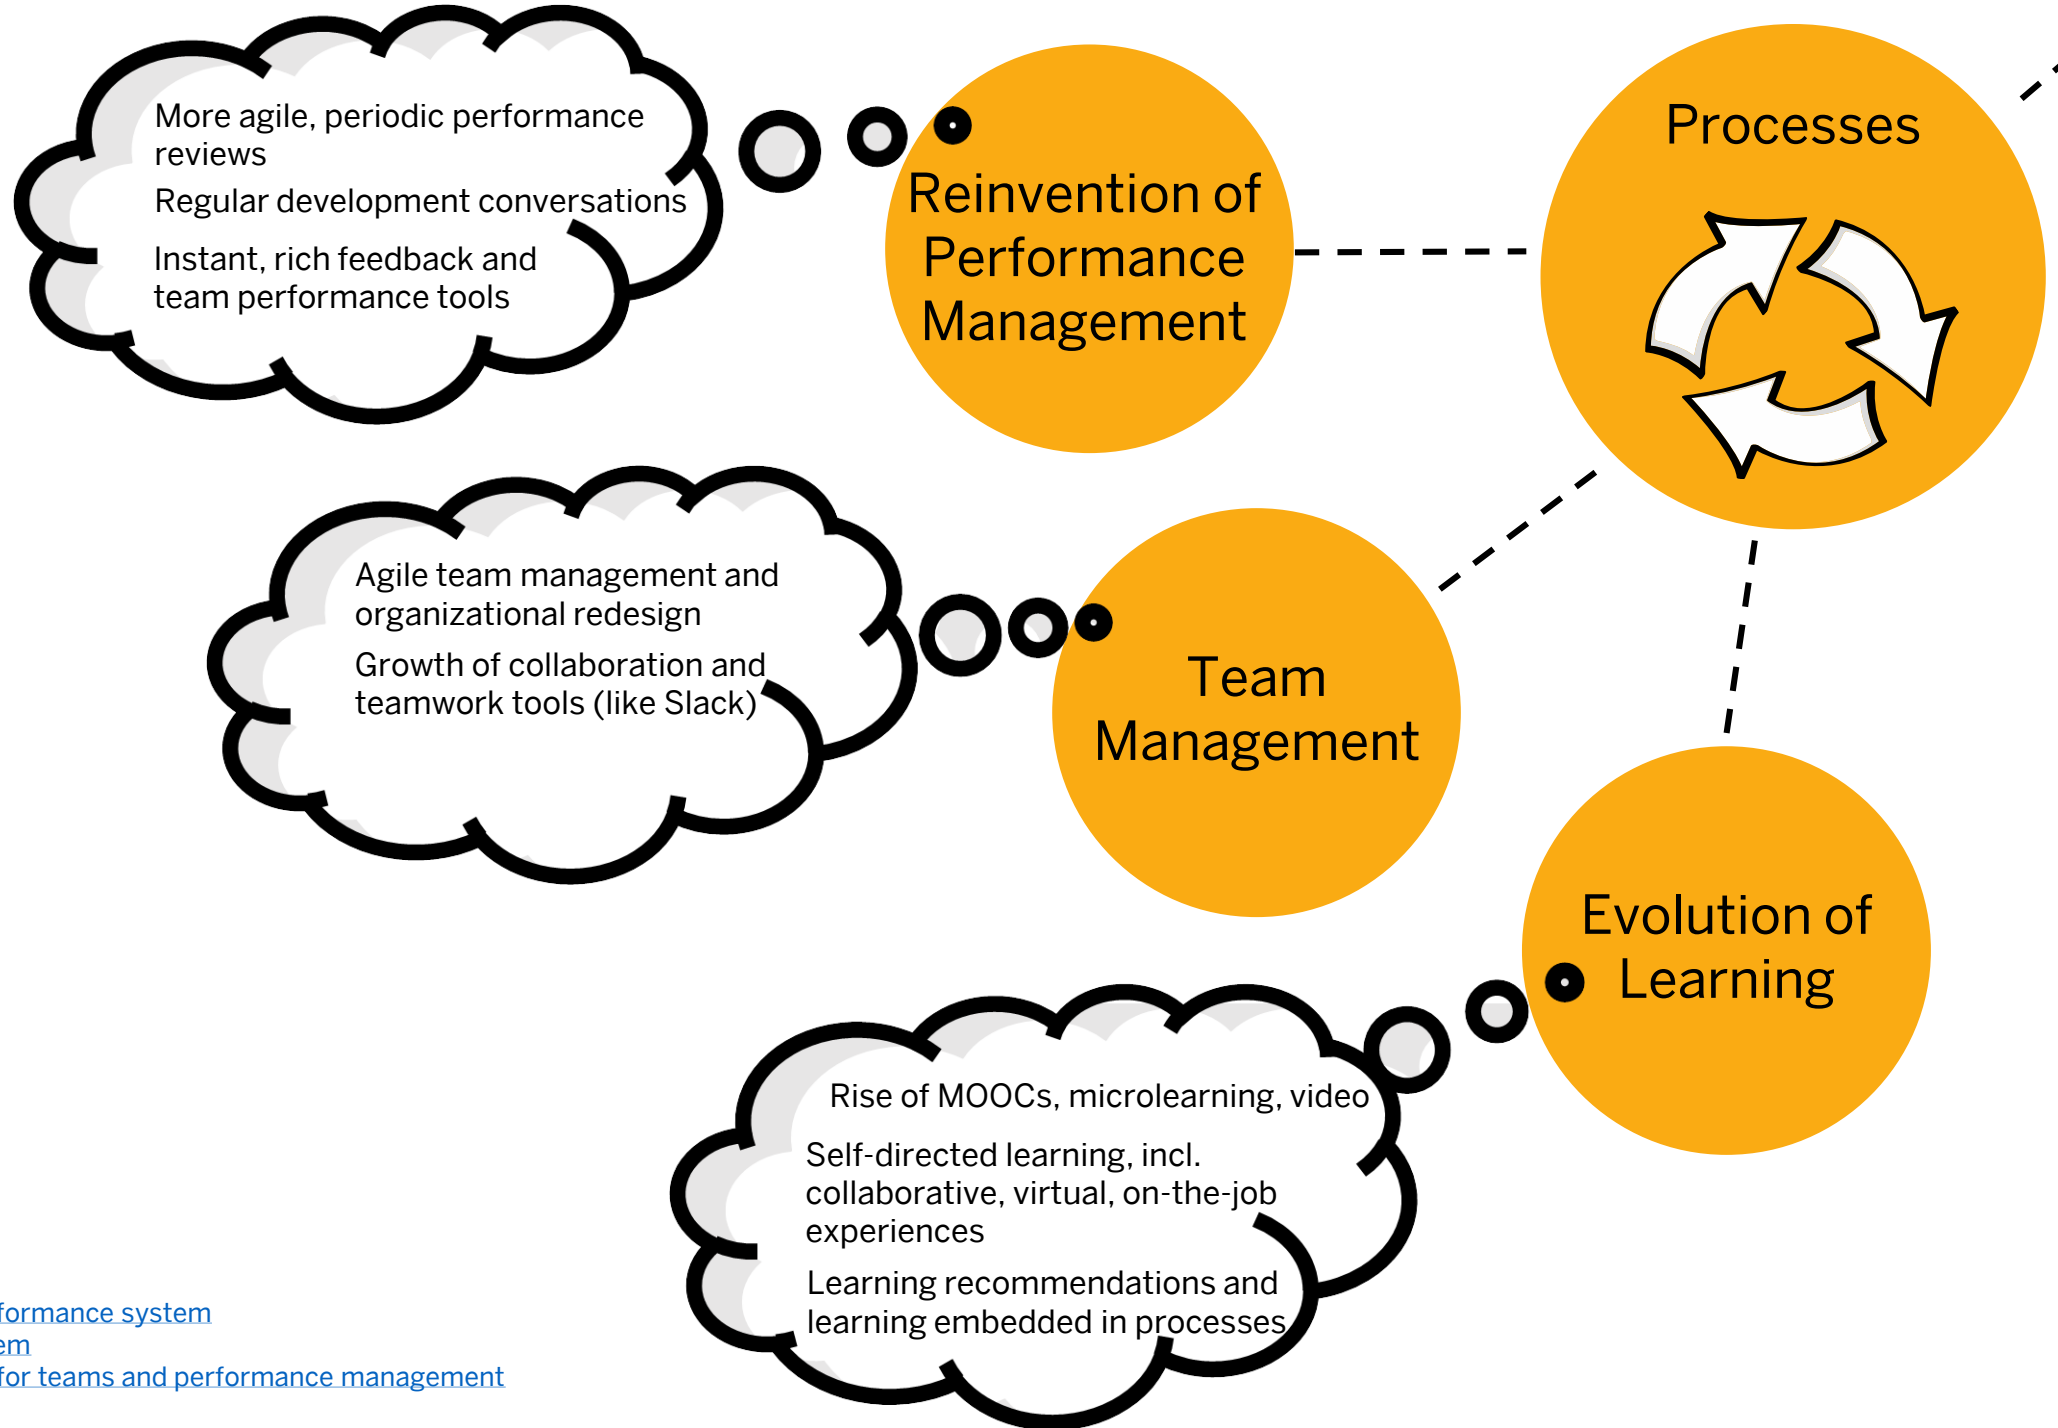 More agile, periodic performance
reviews
Regular development conversations
Instant, rich feedback and
team performance tools
Reinvention of
Performance
Management
Processes
Agile team management and
organizational redesign
Growth of collaboration and
teamwork tools (like Slack)
Team
Management
Evolution of
Learning
Rise of MOOCs, microlearning, video
Self-directed learning, incl.
collaborative, virtual, on-the-job
experiences
Learning recommendations and
learning embedded in processes
formance system
em
for teams and performance management